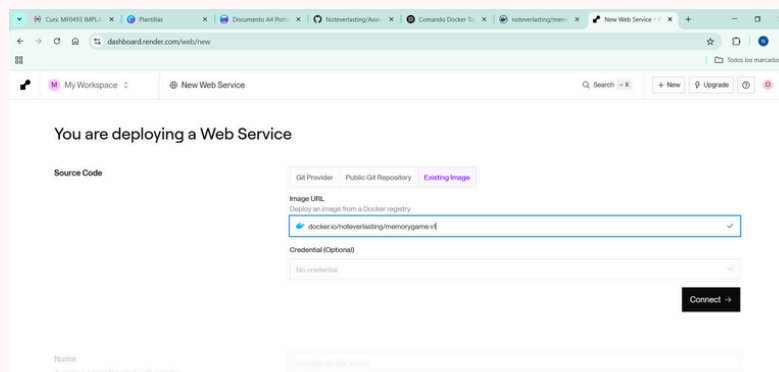 Curs: MF0493 IMPLA
Plantillas
Documento A4 Porta
Noteverlasting/Avalu
Comando Docker Ta
noteverlasting/mem
New Web Service -
dashboard.render.com/web/new
Todos los marcador
M My Workspace
New Web Service
Search
K
+ New
Upgrade
You are deploying a Web Service
Source Code
Git Provider
Public Git Repository
Existing Image
Image URL
Deploy an image from a Docker registry
docker.io/noteverlasting/memorygame:v1
Credential (Optional)
No credential
Connect →
Name